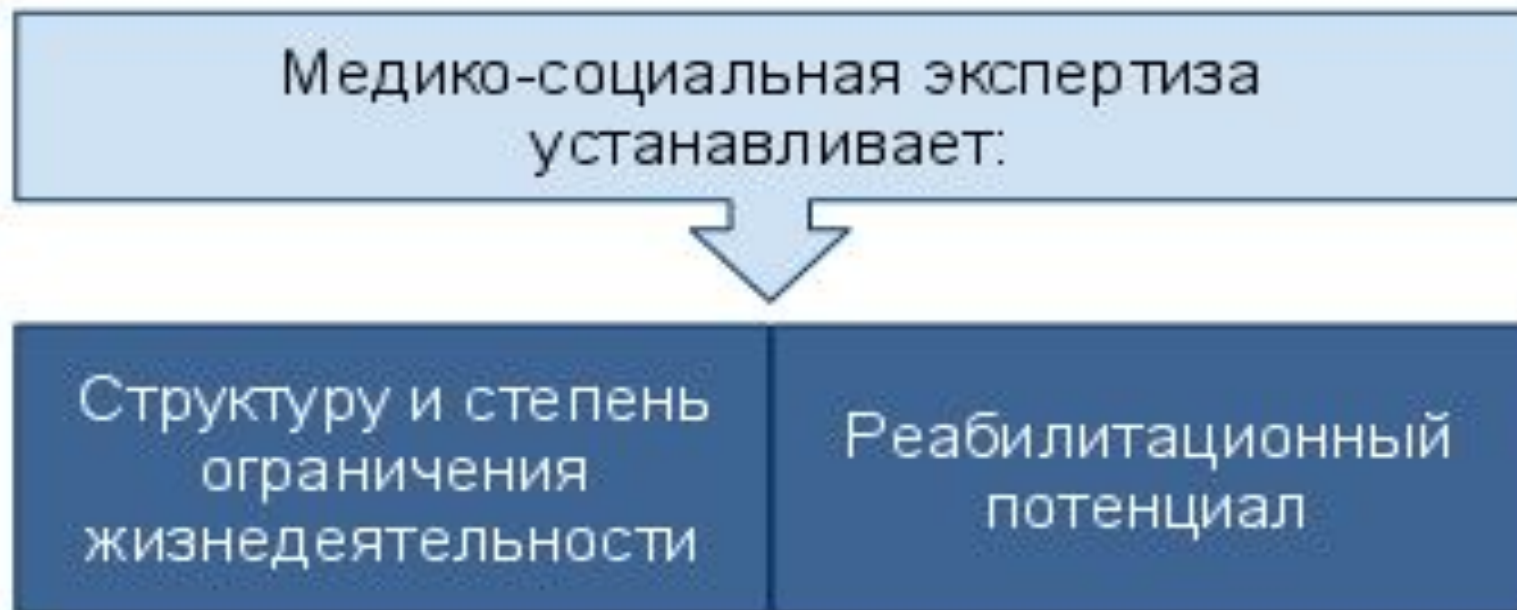 Медико-социальная экспертиза
устанавливает:
Структуру и степень
ограничения
жизнедеятельности
Реабилитационный
потенциал